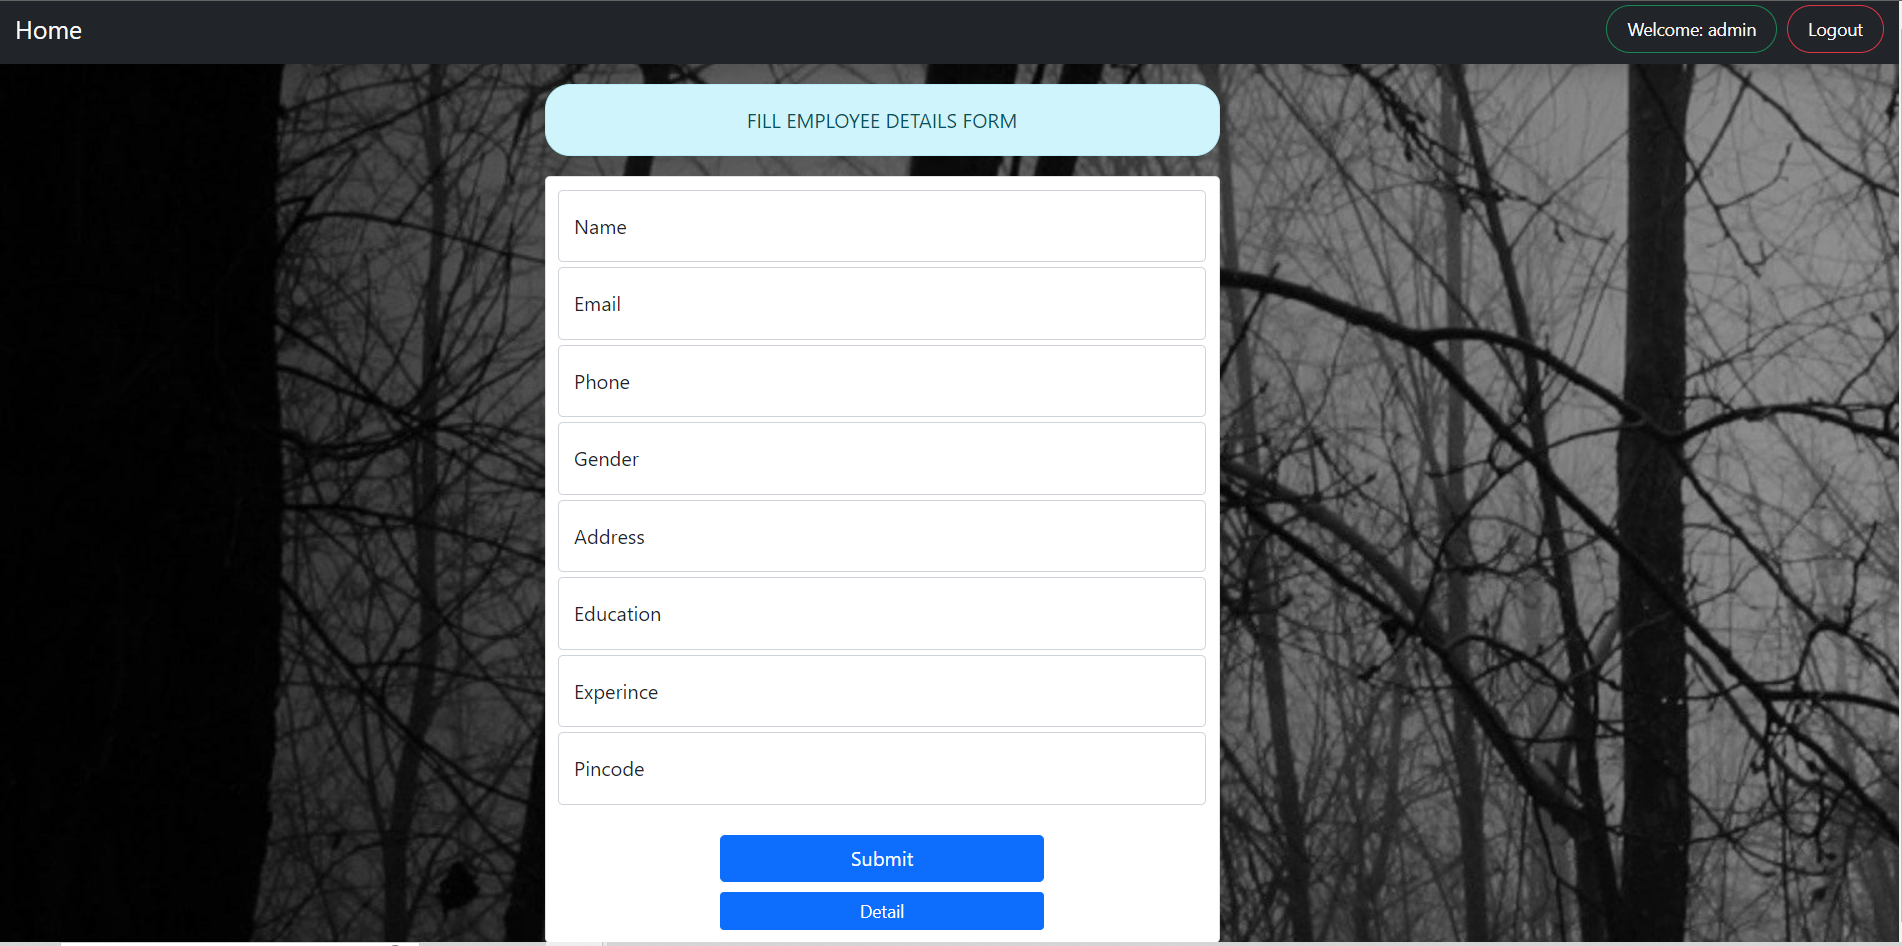 Home
Welcome: admin
Logout
FILL EMPLOYEE DETAILS FORM
Name
Email
Phone
Gender
Address
Education
Experince
Pincode
Submit
Detail